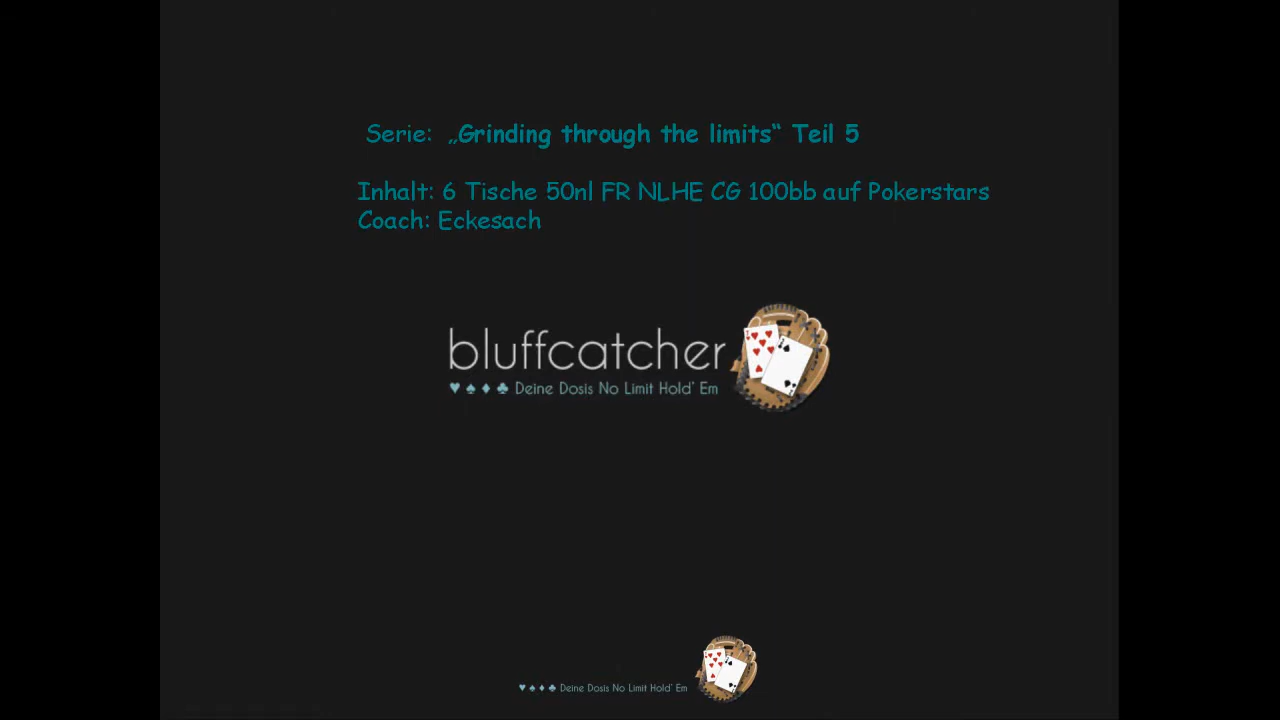 Serie: „Grinding through the limits“ Teil 5
Inhalt: 6 Tische 50nl FR NLHE CG 100bb auf Pokerstars
Coach: Eckesach
bluffcatcher
♥ ♠ ♦ ♣ Deine Dosis No Limit Hold' Em
♥ ♠ ♦ ♣ Deine Dosis No Limit Hold' Em